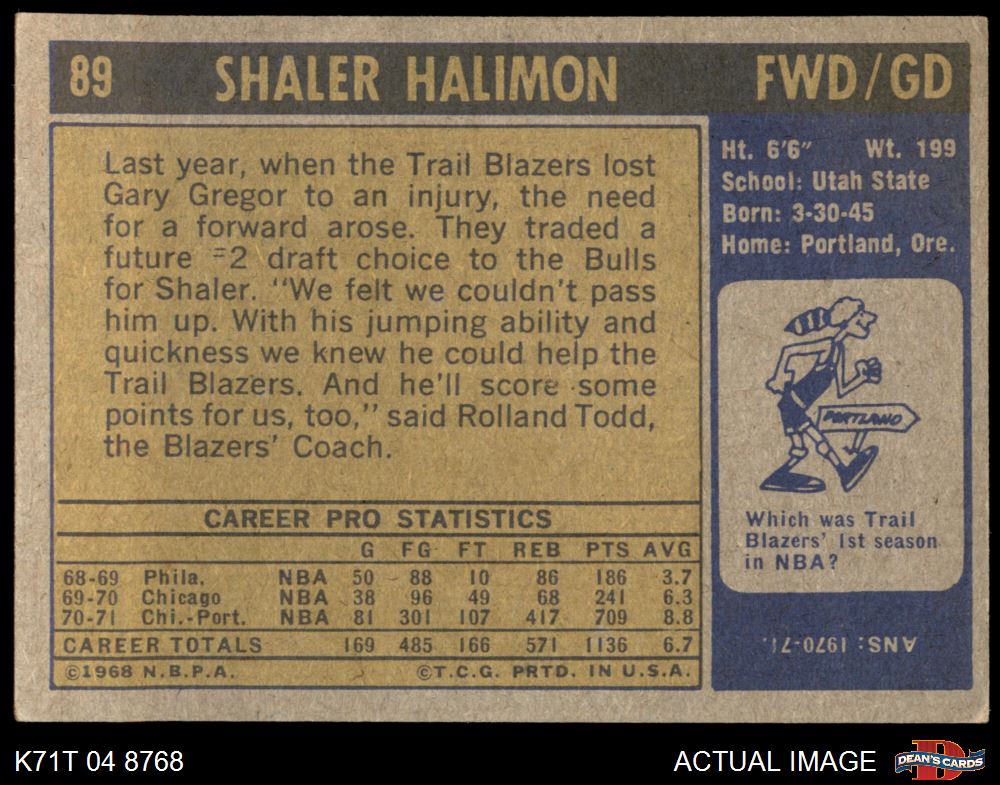 89 SHALER HALIMON FWD/GD
Last year, when the Trail Blazers lost
Gary Gregor to an injury, the need
for a forward arose. They traded a
future =2 draft choice to the Bulls
for Shaler. "We felt we couldn't pass
him up. With his jumping ability and
quickness we knew he could help the
Trail Blazers. And he'll score some
points for us, too," said Rolland Todd,
the Blazers' Coach.
CAREER PRO STATISTICS
G FG FT REB PTS AVG
68-69 Phila. NBA 50 88 10 86 186 3.7
69-70 Chicago NBA 38 96 49 68 241 6.3
70-71 Chi.-Port. NBA 81 301 107 417 709 8.8
CAREER TOTALS 169 485 166 571 1136 6.7
©1968 N.B.P.A. ©T.C.G. PRTD. IN U.S.A.
Ht. 6'6" Wt. 199
School: Utah State
Born: 3-30-45
Home: Portland, Ore.
PORTLAND
Which was Trail
Blazers' 1st season
in NBA?
ANS: 1970-71.
K71T 04 8768
ACTUAL IMAGE
D
DEAN'S CARDS